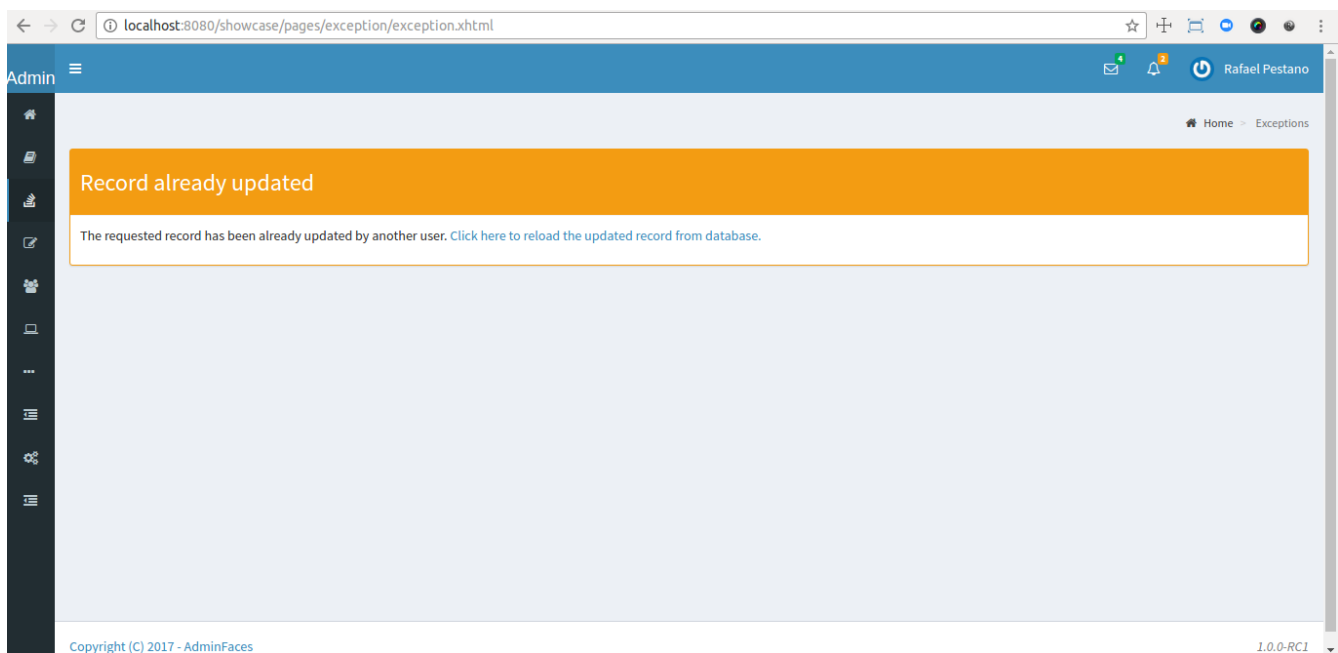 localhost:8080/showcase/pages/exception/exception.xhtml
Admin
4
2
Rafael Pestano
Home > Exceptions
Record already updated
The requested record has been already updated by another user. Click here to reload the updated record from database.
Copyright (C) 2017 - AdminFaces
1.0.0-RC1